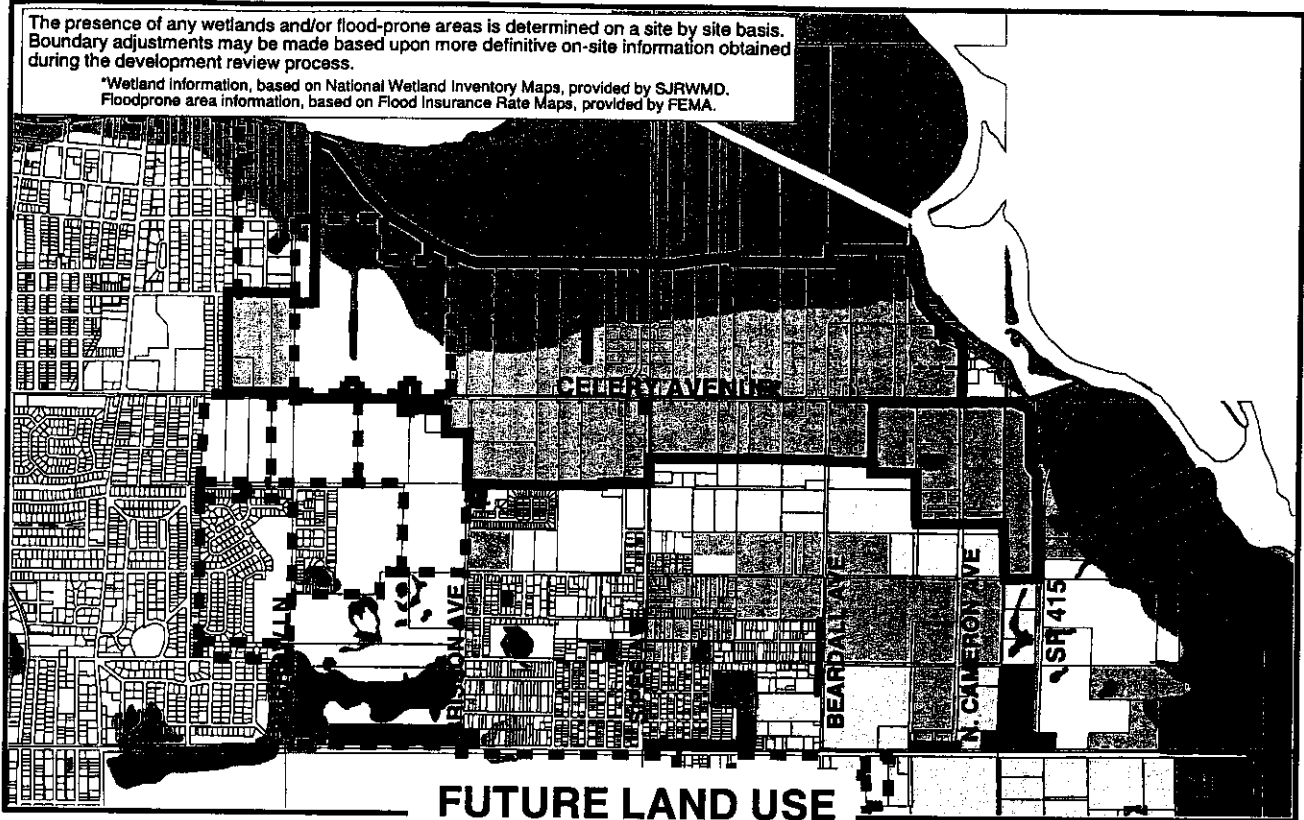 The presence of any wetlands and/or flood-prone areas is determined on a site by site basis.
Boundary adjustments may be made based upon more definitive on-site information obtained
during the development review process.
*Wetland information, based on National Wetland Inventory Maps, provided by SJRWMD.
Floodprone area information, based on Flood Insurance Rate Maps, provided by FEMA.
CELERY AVENUE
BEARDALL AVE
N. CAMERON AVE
SR 415
FUTURE LAND USE